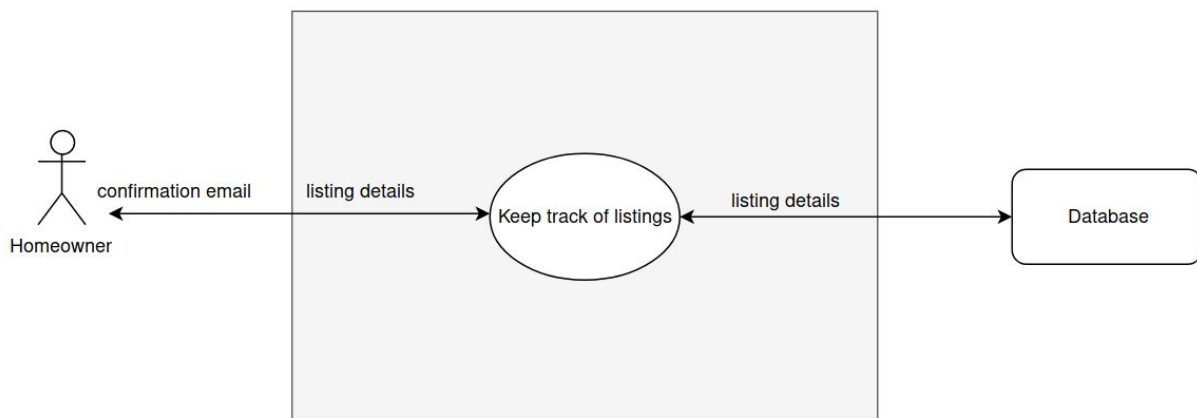 confirmation email
listing details
Homeowner
Keep track of listings
listing details
Database